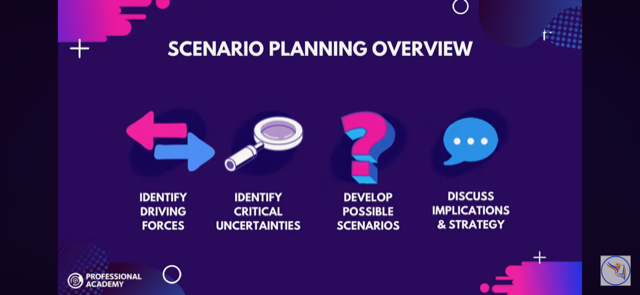 SCENARIO PLANNING OVERVIEW
IDENTIFY
DRIVING
FORCES
IDENTIFY
CRITICAL
UNCERTAINTIES
DEVELOP
POSSIBLE
SCENARIOS
DISCUSS
IMPLICATIONS
& STRATEGY
PROFESSIONAL
ACADEMY